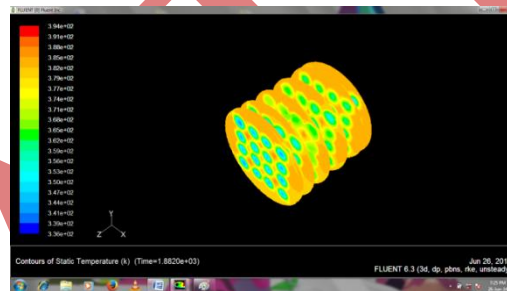 FLUENT [0] Fluent Inc
3.94e+02
3.91e+02
3.88e+02
3.85e+02
3.82e+02
3.79e+02
3.77e+02
3.74e+02
3.71e+02
3.68e+02
3.65e+02
3.62e+02
3.59e+02
3.56e+02
3.53e+02
3.50e+02
3.47e+02
3.44e+02
3.41e+02
3.39e+02
3.36e+02
Y
Z X
Contours of Static Temperature (k) (Time=1.8820e+03)
Jun 26, 201
FLUENT 6.3 (3d, dp, pbns, rke, unsteady